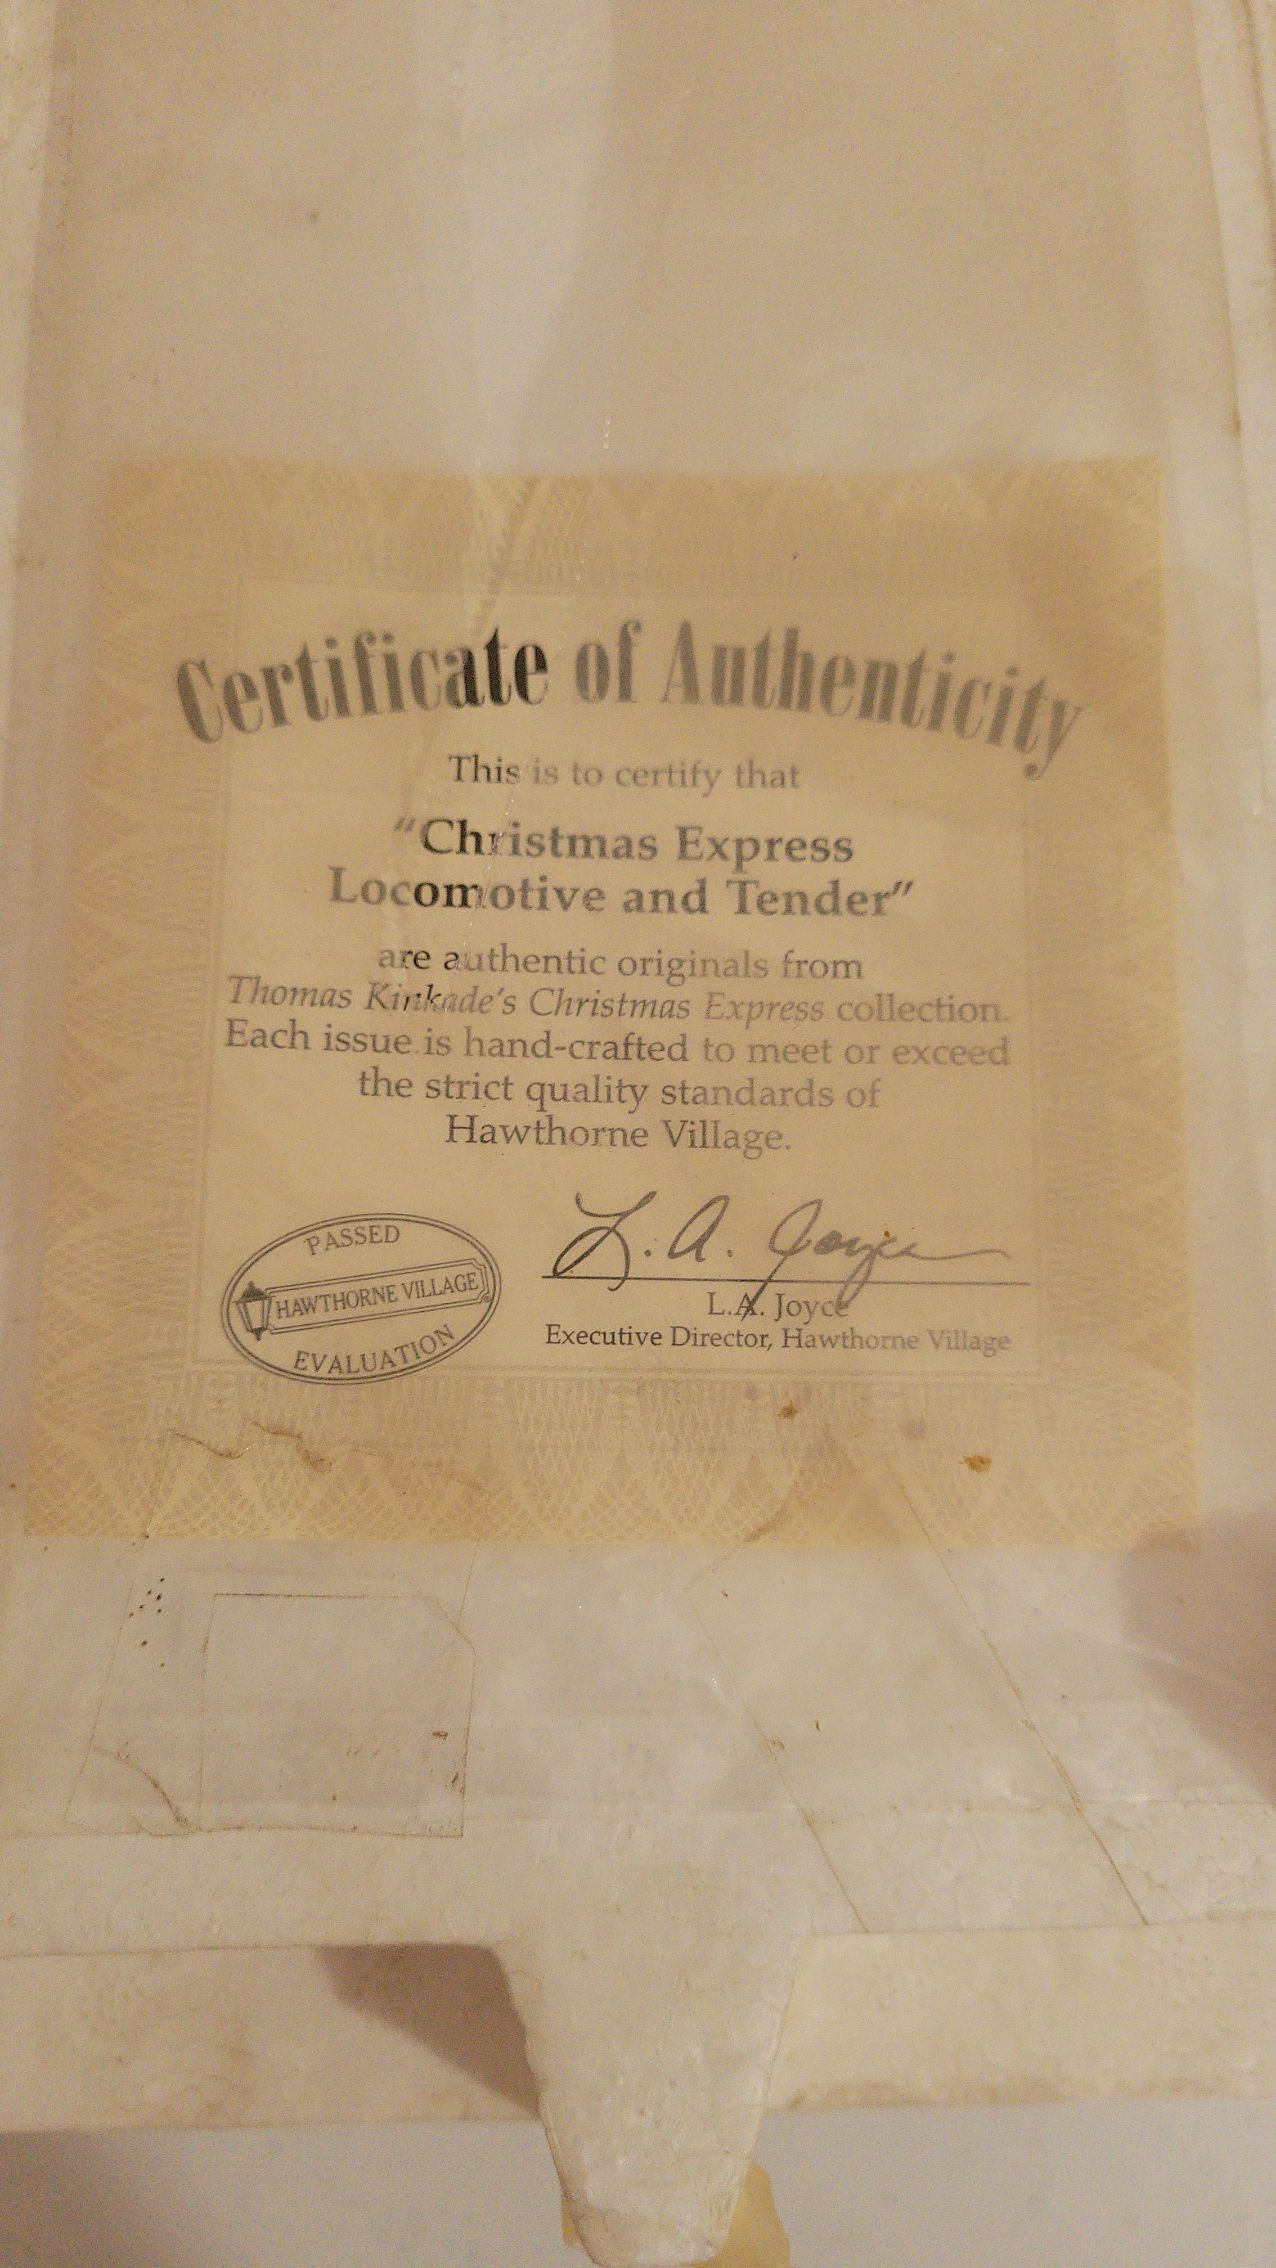 Certificate of Authenticity
This is to certify that
“Christmas Express
Locomotive and Tender”
are authentic originals from
Thomas Kinkade’s Christmas Express collection.
Each issue is hand-crafted to meet or exceed
the strict quality standards of
Hawthorne Village.
PASSED
HAWTHORNE VILLAGE
EVALUATION
L. A. Joyce
L.A. Joyce
Executive Director, Hawthorne Village